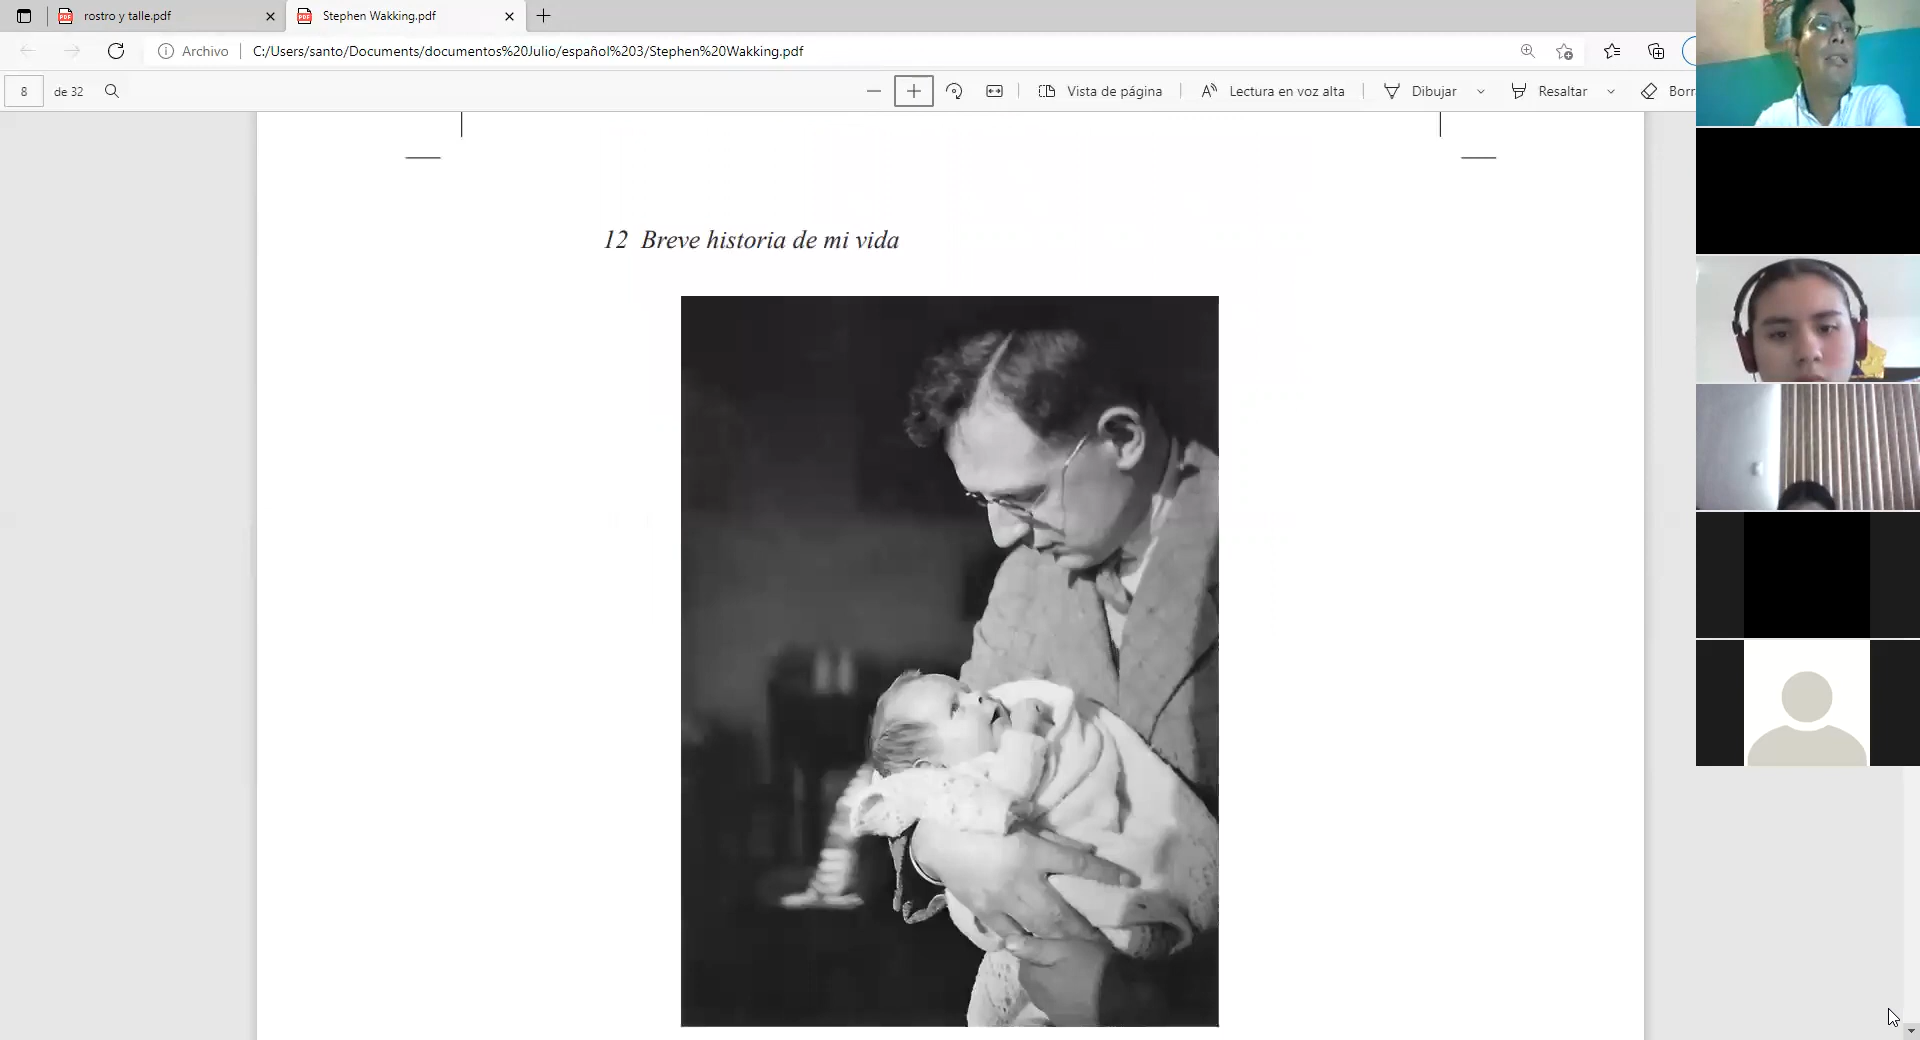 rostro y talle.pdf
Stephen Wakking.pdf
Archivo
C:/Users/santo/Documents/documentos%20Julio/español%203/Stephen%20Wakking.pdf
8 de 32
Vista de página
Lectura en voz alta
Dibujar
Resaltar
Borr
12 Breve historia de mi vida